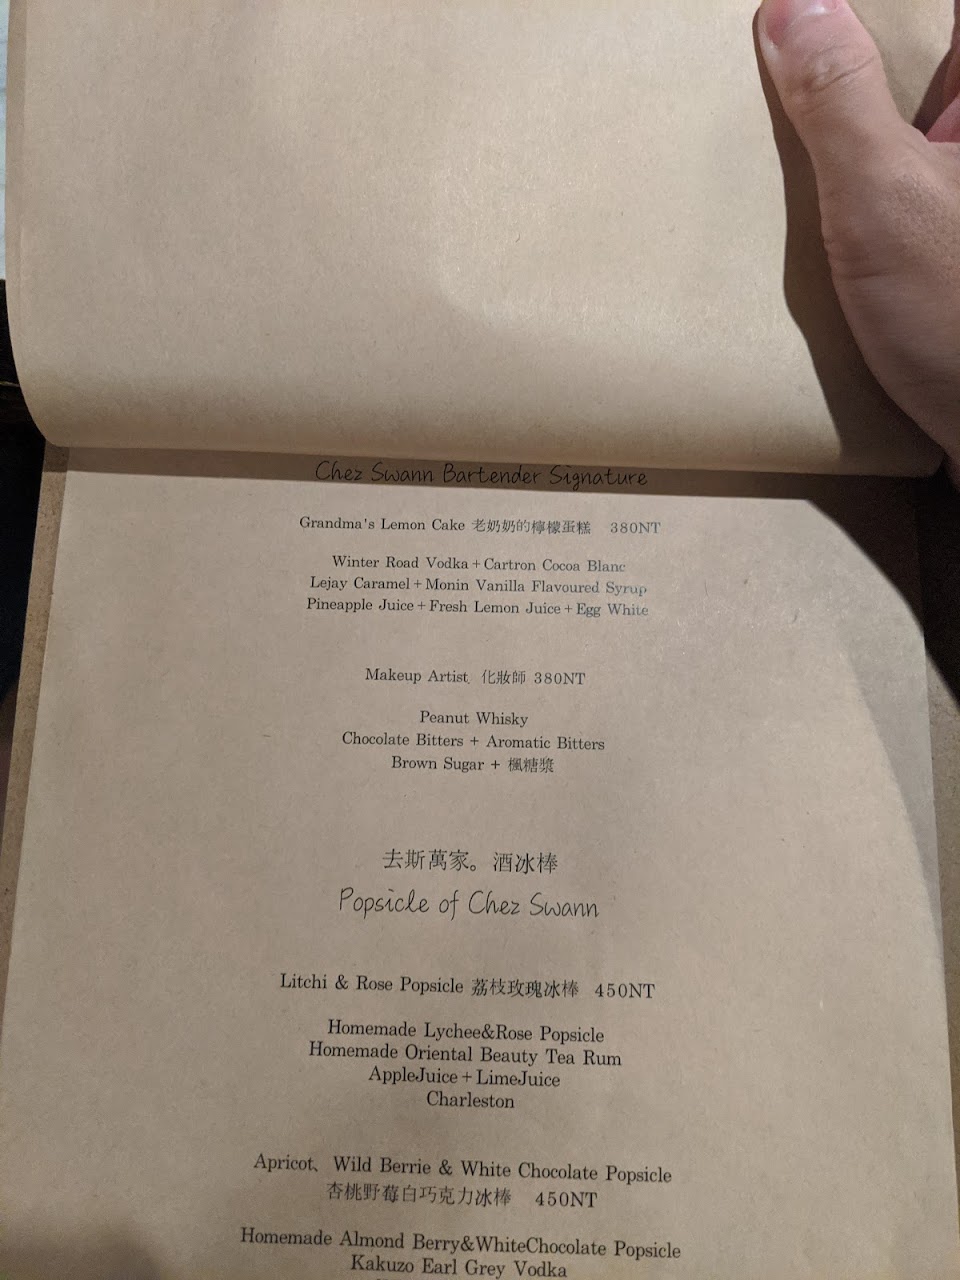 Chez Swann Bartender Signature
Grandma's Lemon Cake 老奶奶的檸檬蛋糕 380NT
Winter Road Vodka+Cartron Cocoa Blanc
Lejay Caramel+Monin Vanilla Flavoured Syrup
Pineapple Juice+Fresh Lemon Juice+Egg White
Makeup Artist、化妝師 380NT
Peanut Whisky
Chocolate Bitters + Aromatic Bitters
Brown Sugar + 楓糖漿
去斯萬家。酒冰棒
Popsicle of Chez Swann
Litchi & Rose Popsicle 荔枝玫瑰冰棒 450NT
Homemade Lychee&Rose Popsicle
Homemade Oriental Beauty Tea Rum
AppleJuice+LimeJuice
Charleston
Apricot、Wild Berrie & White Chocolate Popsicle
杏桃野莓白巧克力冰棒 450NT
Homemade Almond Berry&WhiteChocolate Popsicle
Kakuzo Earl Grey Vodka